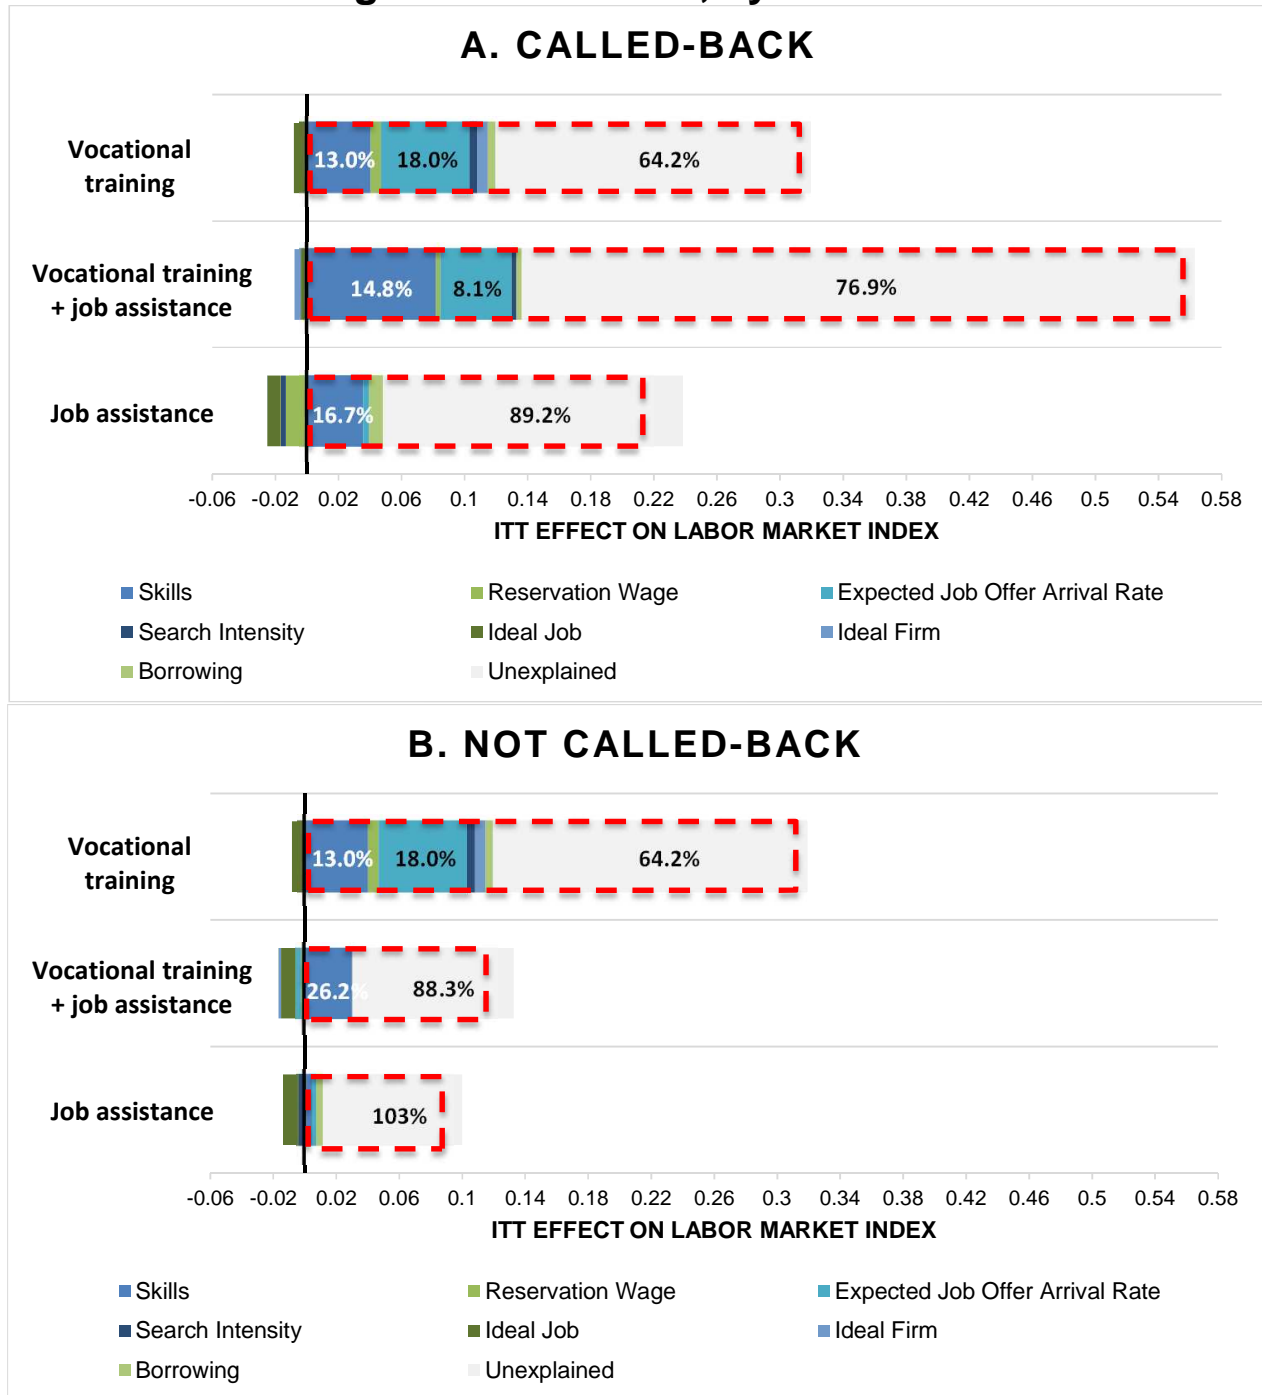 A. CALLED-BACK
Vocational
training
13.0% 18.0% 64.2%
Vocational training
+ job assistance
14.8% 8.1% 76.9%
Job assistance
16.7% 89.2%
-0.06 -0.02 0.02 0.06 0.1 0.14 0.18 0.22 0.26 0.3 0.34 0.38 0.42 0.46 0.5 0.54 0.58
ITT EFFECT ON LABOR MARKET INDEX
Skills Reservation Wage Expected Job Offer Arrival Rate
Search Intensity Ideal Job Ideal Firm
Borrowing Unexplained
B. NOT CALLED-BACK
Vocational
training
13.0% 18.0% 64.2%
Vocational training
+ job assistance
26.2% 88.3%
Job assistance
103%
-0.06 -0.02 0.02 0.06 0.1 0.14 0.18 0.22 0.26 0.3 0.34 0.38 0.42 0.46 0.5 0.54 0.58
ITT EFFECT ON LABOR MARKET INDEX
Skills Reservation Wage Expected Job Offer Arrival Rate
Search Intensity Ideal Job Ideal Firm
Borrowing Unexplained